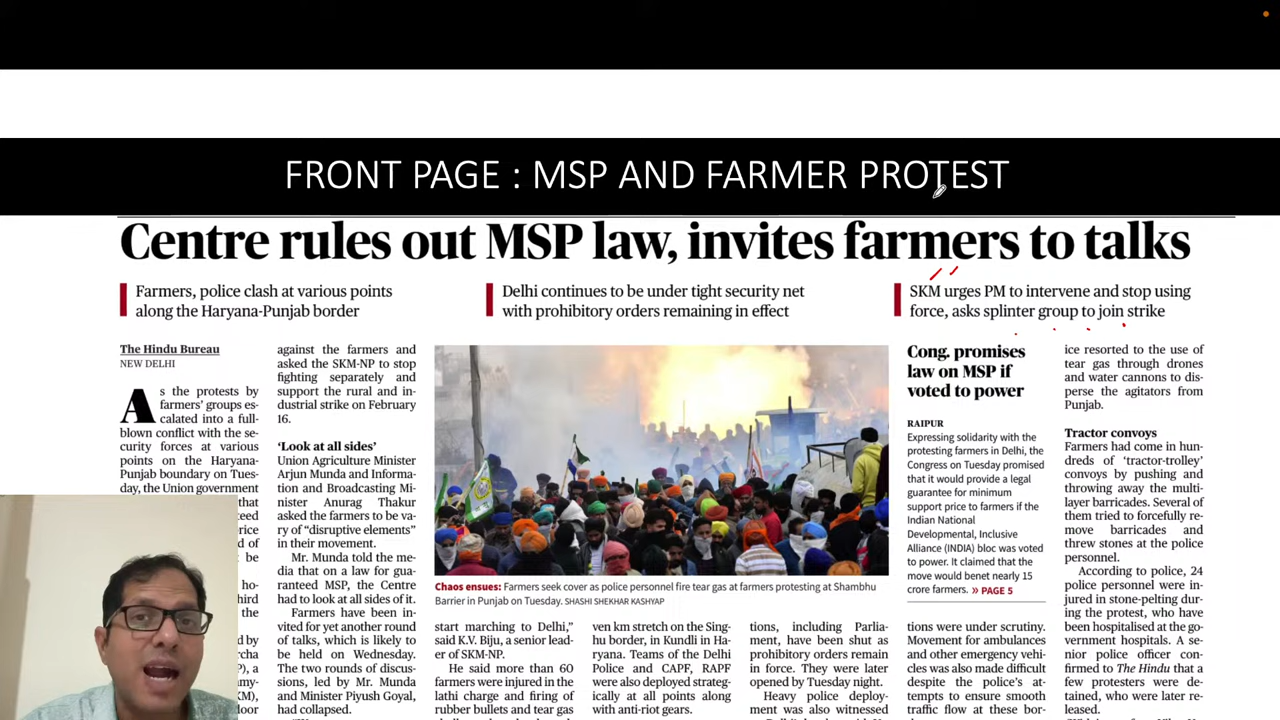 FRONT PAGE : MSP AND FARMER PROTEST
Centre rules out MSP law, invites farmers to talks
Farmers, police clash at various points
along the Haryana-Punjab border
Delhi continues to be under tight security net
with prohibitory orders remaining in effect
SKM urges PM to intervene and stop using
force, asks splinter group to join strike
The Hindu Bureau
NEW DELHI
As the protests by
farmers' groups es-
calated into a full-
blown conflict with the se-
curity forces at various
points on the Haryana-
Punjab boundary on Tues-
day, the Union government
that
rice
d of
be
ho-
hird
the
d by
rcha
P), a
my-
KM),
door
against the farmers and
asked the SKM-NP to stop
fighting separately and
support the rural and in-
dustrial strike on February
16.
'Look at all sides'
Union Agriculture Minister
Arjun Munda and Informa-
tion and Broadcasting Mi-
nister Anurag Thakur
asked the farmers to be va-
ry of "disruptive elements"
in their movement.
Mr. Munda told the me-
dia that on a law for gua-
ranteed MSP, the Centre
had to look at all sides of it.
Farmers have been in-
vited for yet another round
of talks, which is likely to
be held on Wednesday.
The two rounds of discus-
sions, led by Mr. Munda
and Minister Piyush Goyal,
had collapsed.
Chaos ensues: Farmers seek cover as police personnel fire tear gas at farmers protesting at Shambhu
Barrier in Punjab on Tuesday. SHASHI SHEKHAR KASHYAP
start marching to Delhi,"
said K.V. Biju, a senior lead-
er of SKM-NP.
He said more than 60
farmers were injured in the
lathi charge and firing of
rubber bullets and tear gas
ven km stretch on the Sing-
hu border, in Kundli in Ha-
ryana. Teams of the Delhi
Police and CAPF, RAPF
were also deployed strateg-
ically at all points along
with anti-riot gears.
tions, including Parlia-
ment, have been shut as
prohibitory orders remain
in force. They were later
opened by Tuesday night.
Heavy police deploy-
ment was also witnessed
Cong. promises
law on MSP if
voted to power
RAIPUR
Expressing solidarity with the
protesting farmers in Delhi, the
Congress on Tuesday promised
that it would provide a legal
guarantee for minimum
support price to farmers if the
Indian National
Developmental, Inclusive
Alliance (INDIA) bloc was voted
to power. It claimed that the
move would benet nearly 15
crore farmers. » PAGE 5
tions were under scrutiny.
Movement for ambulances
and other emergency vehi-
cles was also made difficult
despite the police's at-
tempts to ensure smooth
traffic flow at these bor-
ice resorted to the use of
tear gas through drones
and water cannons to dis-
perse the agitators from
Punjab.
Tractor convoys
Farmers had come in hun-
dreds of 'tractor-trolley'
convoys by pushing and
throwing away the multi-
layer barricades. Several of
them tried to forcefully re-
move barricades and
threw stones at the police
personnel.
According to police, 24
police personnel were in-
jured in stone-pelting dur-
ing the protest, who have
been hospitalised at the go-
vernment hospitals. A se-
nior police officer con-
firmed to The Hindu that a
few protesters were de-
tained, who were later re-
leased.